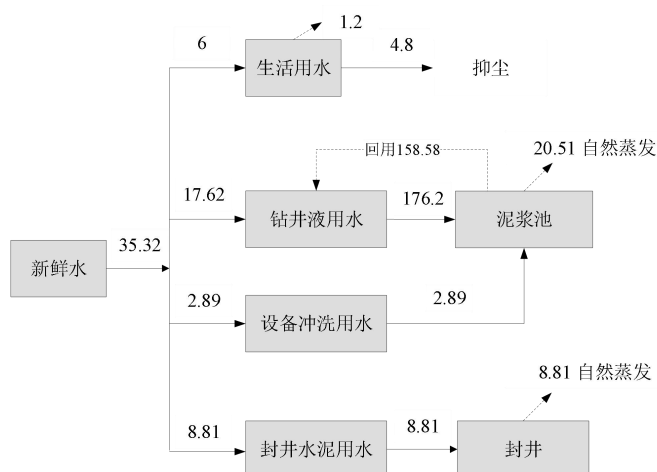 1.2
6
4.8
生活用水
抑尘
回用158.58
20.51 自然蒸发
17.62
176.2
钻井液用水
泥浆池
35.32
新鲜水
2.89
2.89
设备冲洗用水
8.81 自然蒸发
8.81
8.81
封井水泥用水
封井